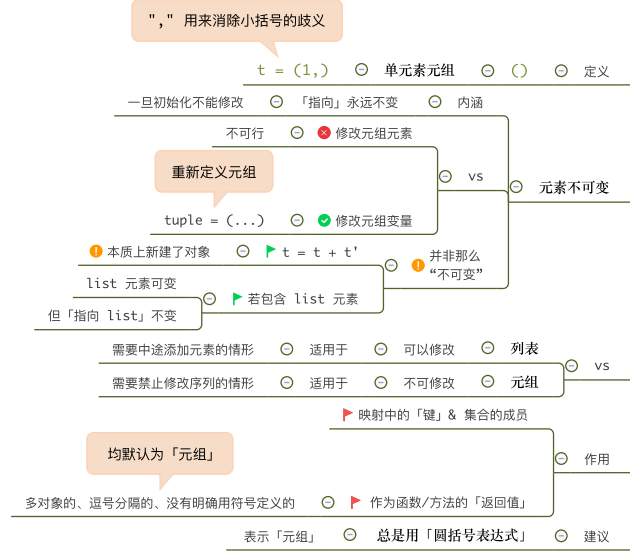 "," 用来消除小括号的歧义
t = (1,) 单元素元组 () 定义
一旦初始化不能修改 「指向」永远不变 内涵
不可行 修改元组元素
重新定义元组 vs 元素不可变
tuple = (...) 修改元组变量
本质上新建了对象 t = t + t' 并非那么
“不可变”
list 元素可变
若包含 list 元素
但「指向 list」不变
需要中途添加元素的情形 适用于 可以修改 列表
vs
需要禁止修改序列的情形 适用于 不可修改 元组
映射中的「键」& 集合的成员
均默认为「元组」 作用
多对象的、逗号分隔的、没有明确用符号定义的 作为函数/方法的「返回值」
表示「元组」 总是用「圆括号表达式」 建议